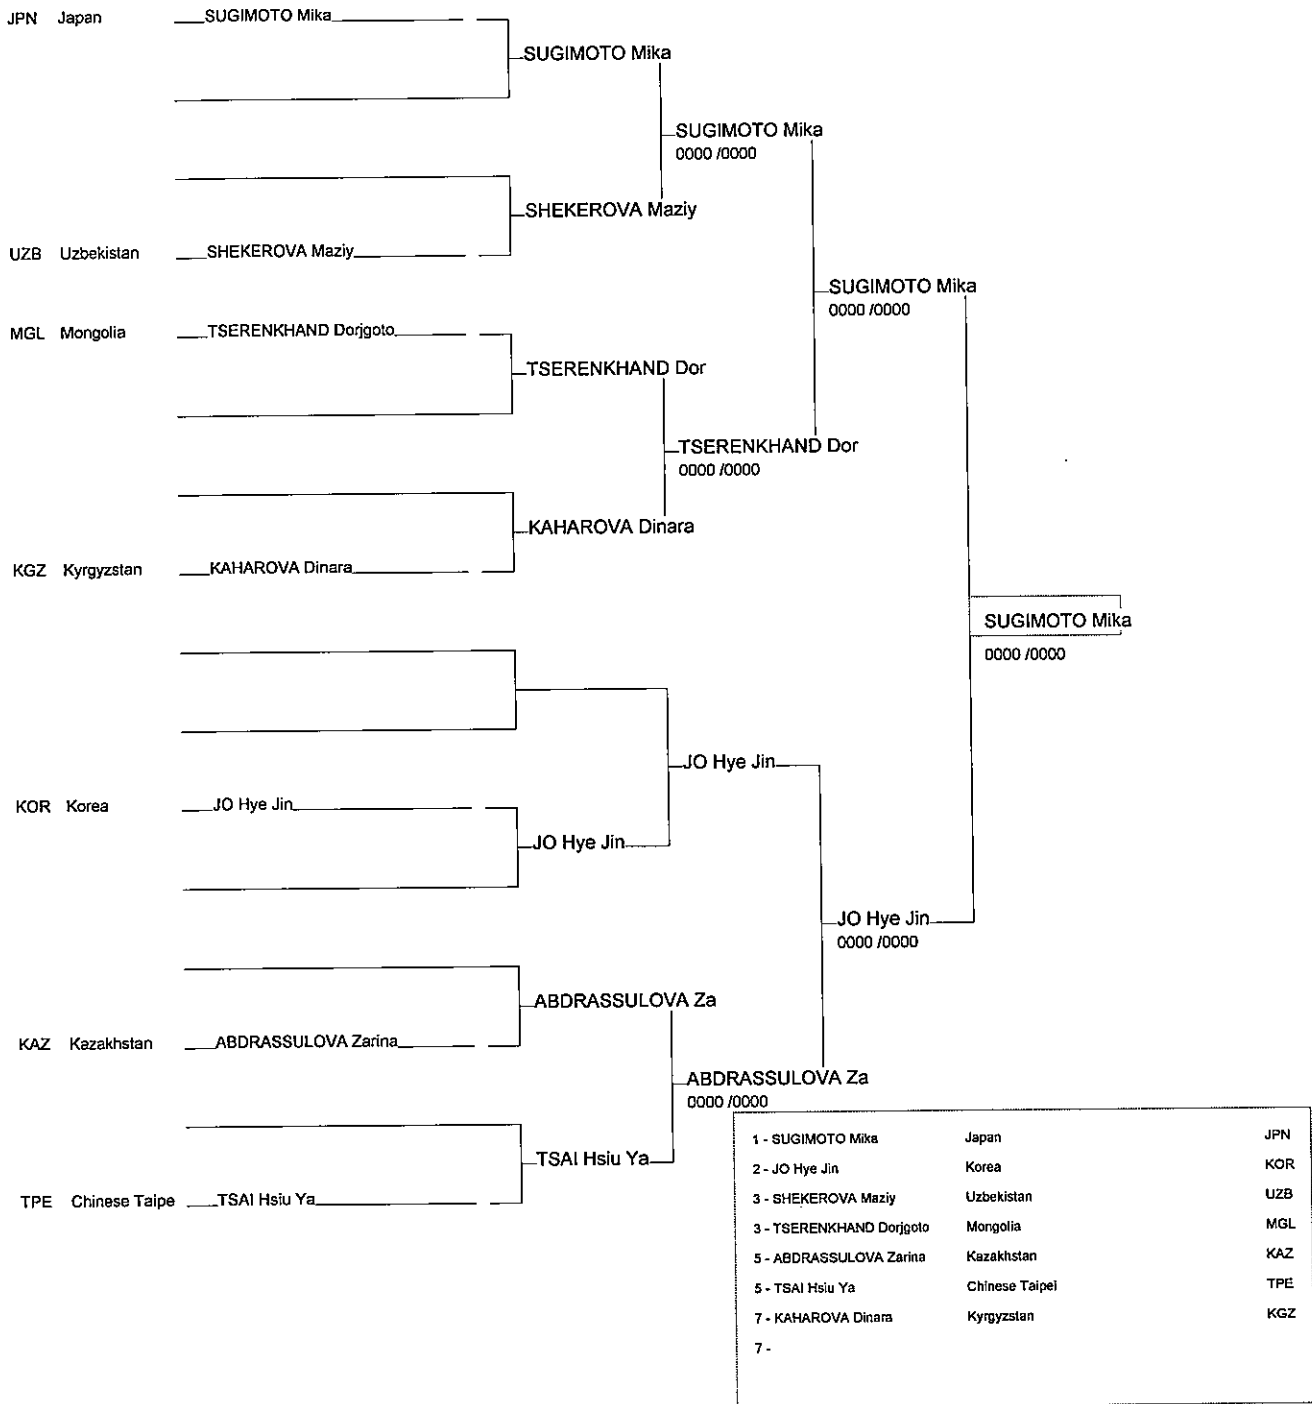 JPN Japan SUGIMOTO Mika
SUGIMOTO Mika
SUGIMOTO Mika
0000 /0000
SHEKEROVA Maziy
UZB Uzbekistan SHEKEROVA Maziy
SUGIMOTO Mika
0000 /0000
MGL Mongolia TSERENKHAND Dorjgoto
TSERENKHAND Dor
TSERENKHAND Dor
0000 /0000
KAHAROVA Dinara
KGZ Kyrgyzstan KAHAROVA Dinara
SUGIMOTO Mika
0000 /0000
JO Hye Jin
KOR Korea JO Hye Jin
JO Hye Jin
JO Hye Jin
0000 /0000
ABDRASSULOVA Za
KAZ Kazakhstan ABDRASSULOVA Zarina
ABDRASSULOVA Za
0000 /0000
TSAI Hsiu Ya
TPE Chinese Taipe TSAI Hsiu Ya
1 - SUGIMOTO Mika Japan JPN
2 - JO Hye Jin Korea KOR
3 - SHEKEROVA Maziy Uzbekistan UZB
3 - TSERENKHAND Dorjgoto Mongolia MGL
5 - ABDRASSULOVA Zarina Kazakhstan KAZ
5 - TSAI Hsiu Ya Chinese Taipei TPE
7 - KAHAROVA Dinara Kyrgyzstan KGZ
7 -